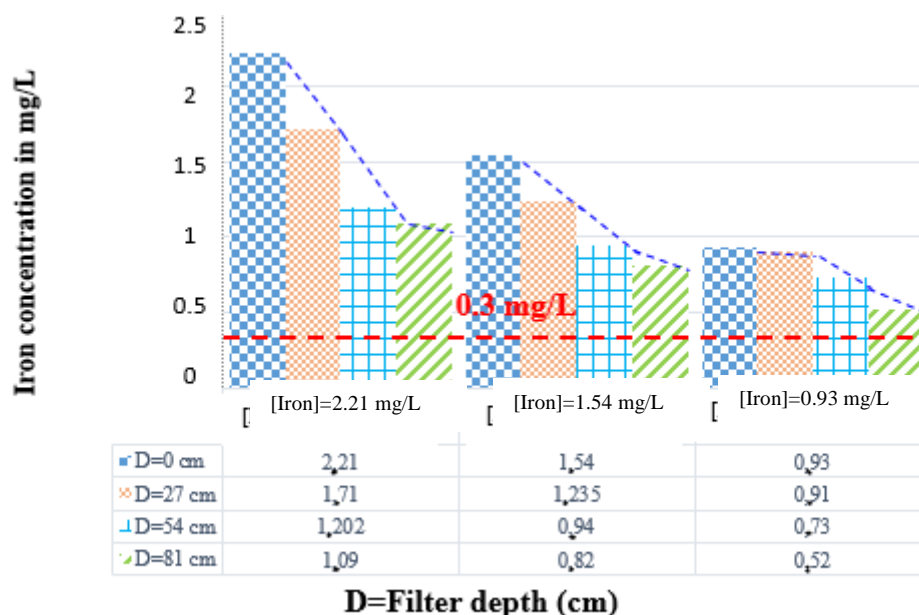 Iron concentration in mg/L
2.5
2
1.5
1
0.5
0
0.3 mg/L
[Iron]=2.21 mg/L [Iron]=1.54 mg/L [Iron]=0.93 mg/L
[ [ [
D=0 cm 2,21 1,54 0,93
D=27 cm 1,71 1,235 0,91
D=54 cm 1,202 0,94 0,73
D=81 cm 1,09 0,82 0,52
D=Filter depth (cm)